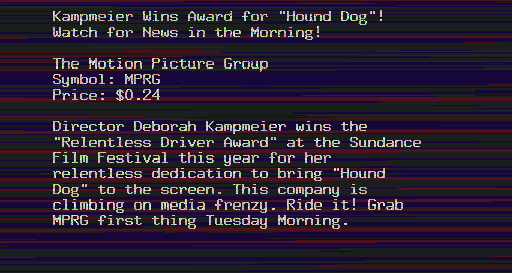 Kampmeier Wins Award for "Hound Dog"!
Watch for News in the Morning!
The Motion Picture Group
Symbol: MPRG
Price: $0.24
Director Deborah Kampmeier wins the
"Relentless Driver Award" at the Sundance
Film Festival this year for her
relentless dedication to bring "Hound
Dog" to the screen. This company is
climbing on media frenzy. Ride it! Grab
MPRG first thing Tuesday Morning.